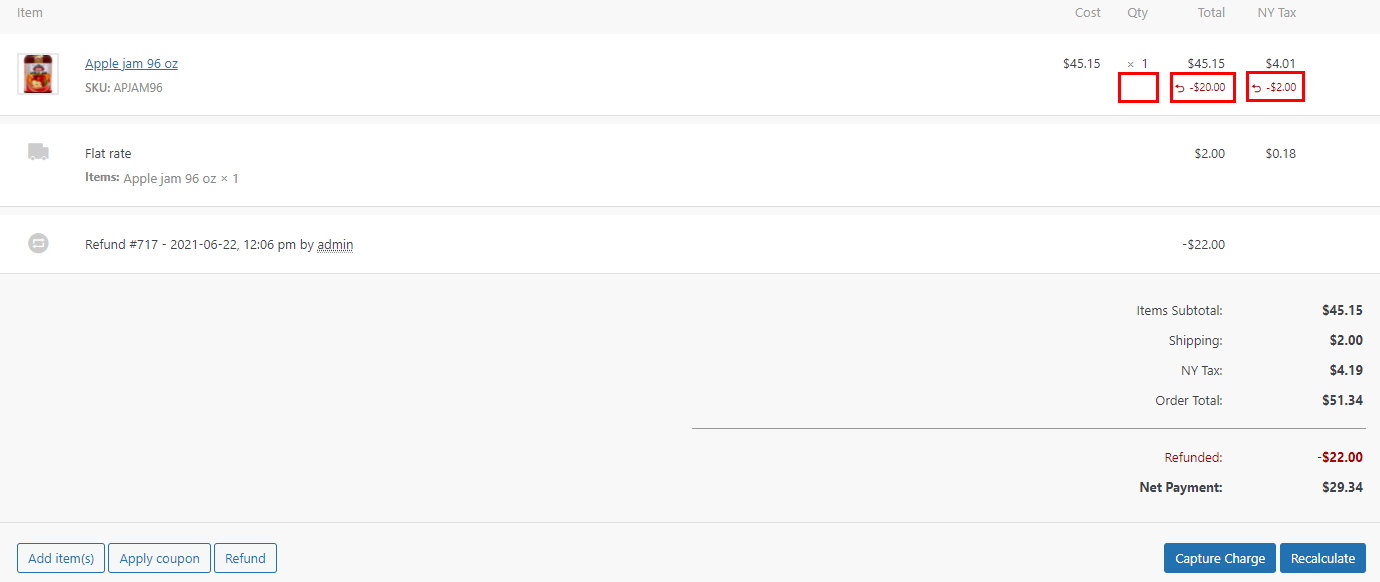 Item Cost Qty Total NY Tax
Apple jam 96 oz $45.15 × 1 $45.15 $4.01
SKU: APJAM96 -$20.00 -$2.00
Flat rate $2.00 $0.18
Items: Apple jam 96 oz × 1
Refund #717 - 2021-06-22, 12:06 pm by admin -$22.00
Items Subtotal: $45.15
Shipping: $2.00
NY Tax: $4.19
Order Total: $51.34
Refunded: -$22.00
Net Payment: $29.34
Add item(s) Apply coupon Refund Capture Charge Recalculate